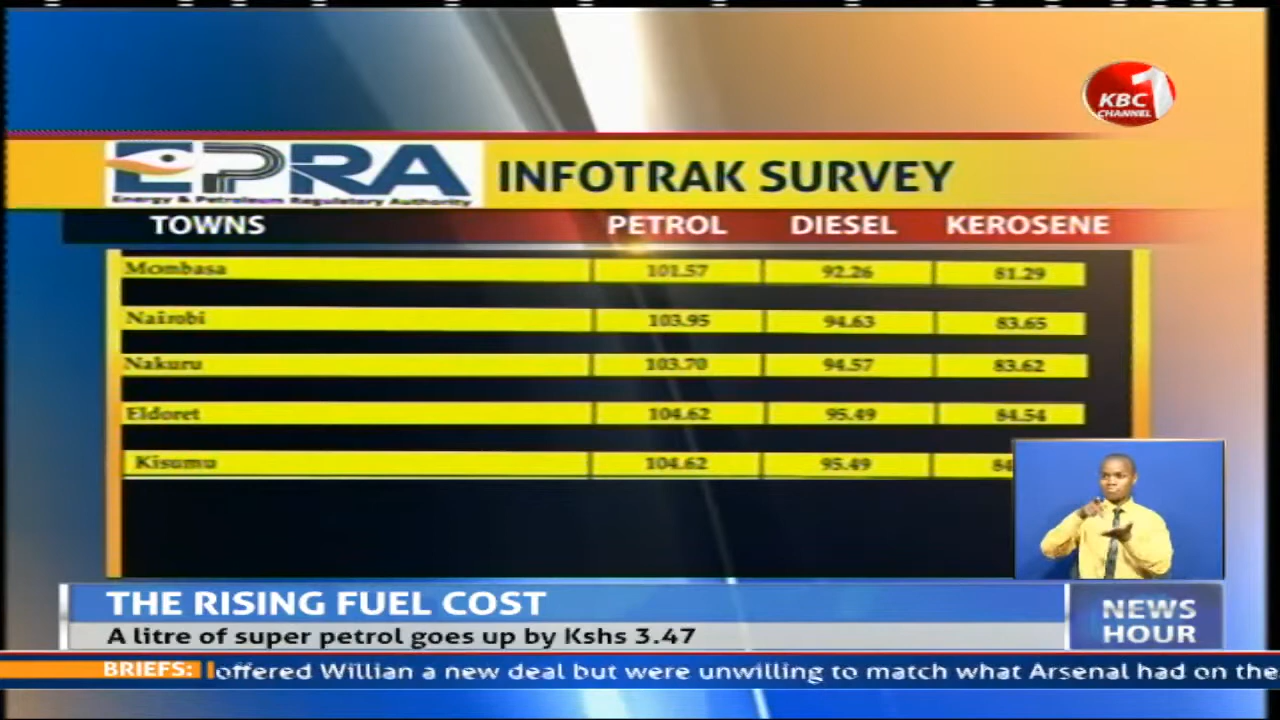 KBC 1
CHANNEL
EPRA INFOTRAK SURVEY
Energy & Petroleum Regulatory Authority
TOWNS PETROL DIESEL KEROSENE
Mombasa 101.57 92.26 81.29
Nairobi 103.95 94.63 83.65
Nakuru 103.70 94.57 83.62
Eldoret 104.62 95.49 84.54
Kisumu 104.62 95.49 84
THE RISING FUEL COST
A litre of super petrol goes up by Kshs 3.47
NEWS
HOUR
BRIEFS: offered Willian a new deal but were unwilling to match what Arsenal had on the